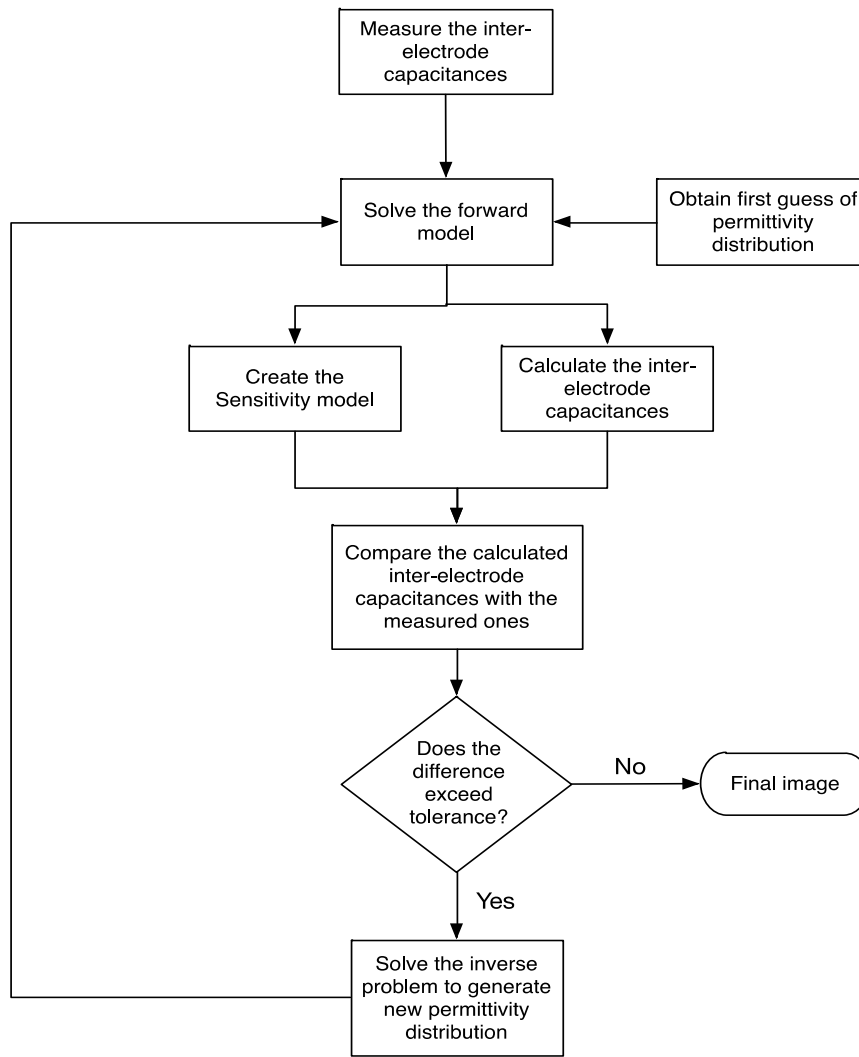 Measure the inter-
electrode
capacitances
Solve the forward
model
Obtain first guess of
permittivity
distribution
Create the
Sensitivity model
Calculate the inter-
electrode
capacitances
Compare the calculated
inter-electrode
capacitances with the
measured ones
Does the
difference
exceed
tolerance?
No
Final image
Yes
Solve the inverse
problem to generate
new permittivity
distribution